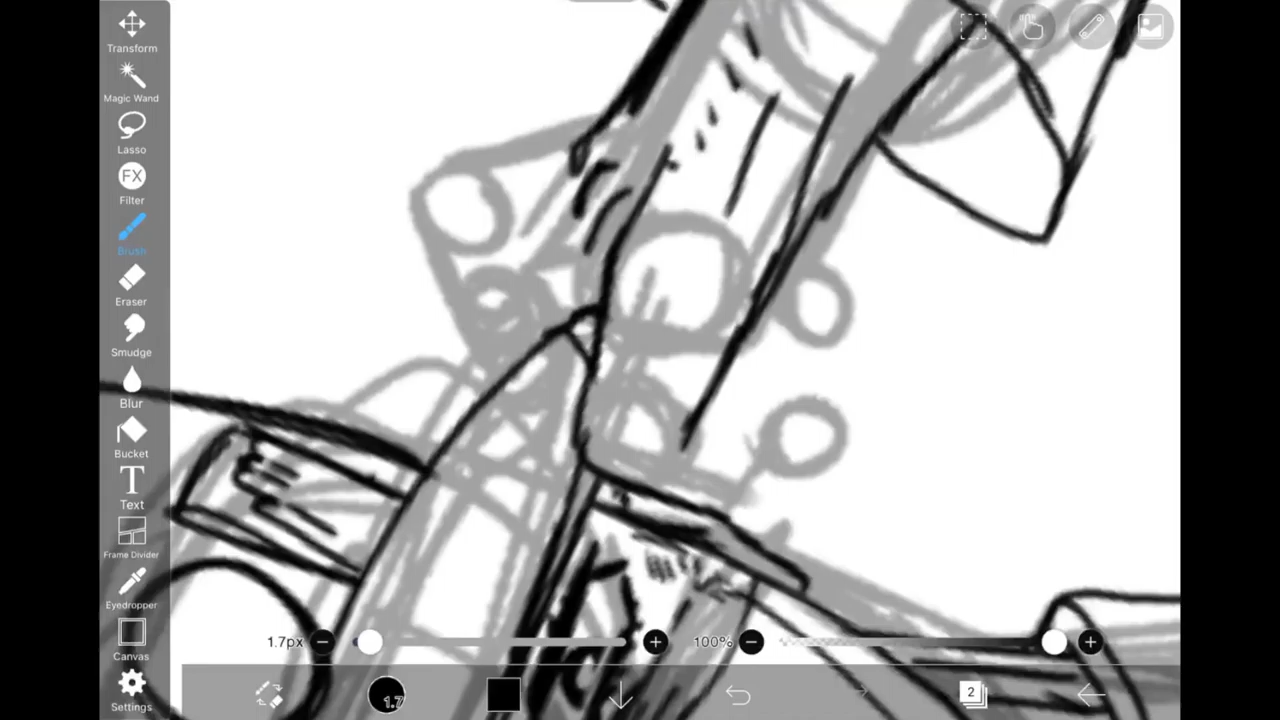 Transform
Magic Wand
Lasso
FX
Filter
Brush
Eraser
Smudge
Blur
Bucket
T
Text
Frame Divider
Eyedropper
Canvas
Settings
1.7px
100%
1.7
2